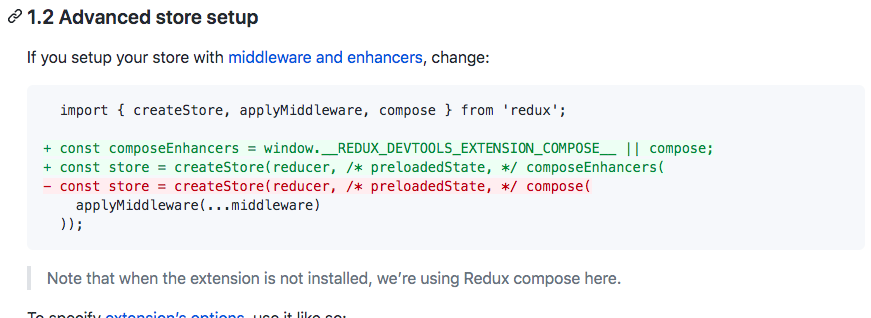 1.2 Advanced store setup
If you setup your store with middleware and enhancers, change:
import { createStore, applyMiddleware, compose } from 'redux';
+ const composeEnhancers = window.__REDUX_DEVTOOLS_EXTENSION_COMPOSE__ || compose;
+ const store = createStore(reducer, /* preloadedState, */ composeEnhancers(
- const store = createStore(reducer, /* preloadedState, */ compose(
applyMiddleware(...middleware)
));
Note that when the extension is not installed, we’re using Redux compose here.
To specify extension’s options, use it like so: